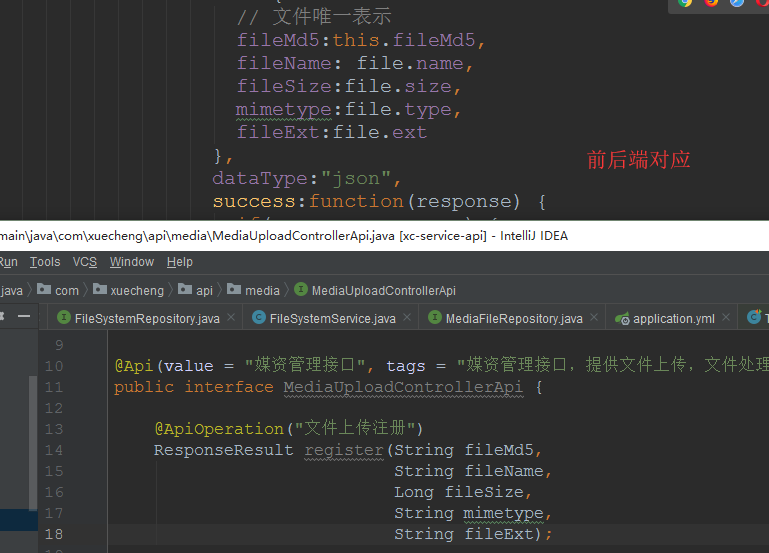 {
// 文件唯一表示
fileMd5:this.fileMd5,
fileName: file.name,
fileSize:file.size,
mimetype:file.type,
fileExt:file.ext
},
前后端对应
dataType:"json",
success:function(response) {
main\java\com\xuecheng\api\media\MediaUploadControllerApi.java [xc-service-api] - IntelliJ IDEA
Run Tools VCS Window Help
java com xuecheng api media MediaUploadControllerApi
FileSystemRepository.java FileSystemService.java MediaFileRepository.java application.yml
9
10 @Api(value = "媒资管理接口", tags = "媒资管理接口，提供文件上传，文件处理
11 public interface MediaUploadControllerApi {
12
13 @ApiOperation("文件上传注册")
14 ResponseResult register(String fileMd5,
15 String fileName,
16 Long fileSize,
17 String mimetype,
18 String fileExt);